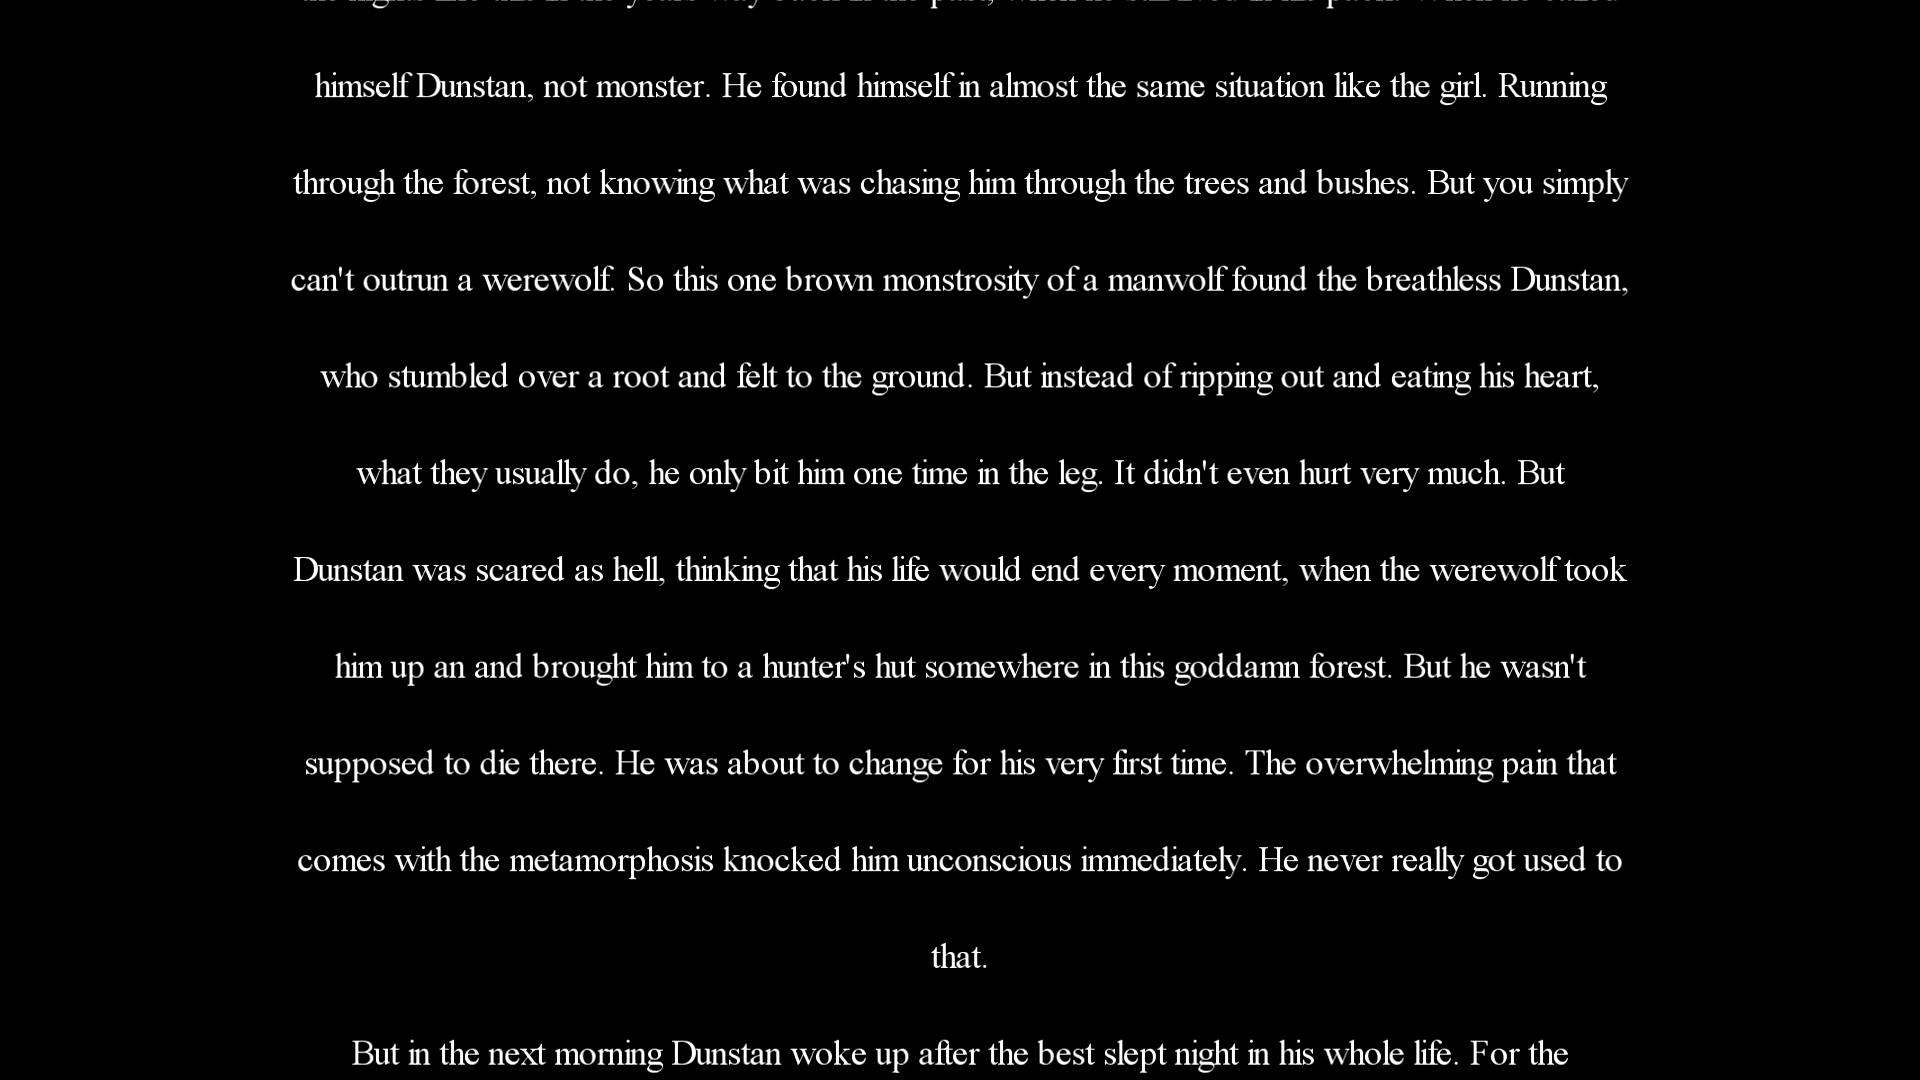 himself Dunstan, not monster. He found himself in almost the same situation like the girl. Running
through the forest, not knowing what was chasing him through the trees and bushes. But you simply
can't outrun a werewolf. So this one brown monstrosity of a manwolf found the breathless Dunstan,
who stumbled over a root and felt to the ground. But instead of ripping out and eating his heart,
what they usually do, he only bit him one time in the leg. It didn't even hurt very much. But
Dunstan was scared as hell, thinking that his life would end every moment, when the werewolf took
him up an and brought him to a hunter's hut somewhere in this goddamn forest. But he wasn't
supposed to die there. He was about to change for his very first time. The overwhelming pain that
comes with the metamorphosis knocked him unconscious immediately. He never really got used to
that.
But in the next morning Dunstan woke up after the best slept night in his whole life. For the